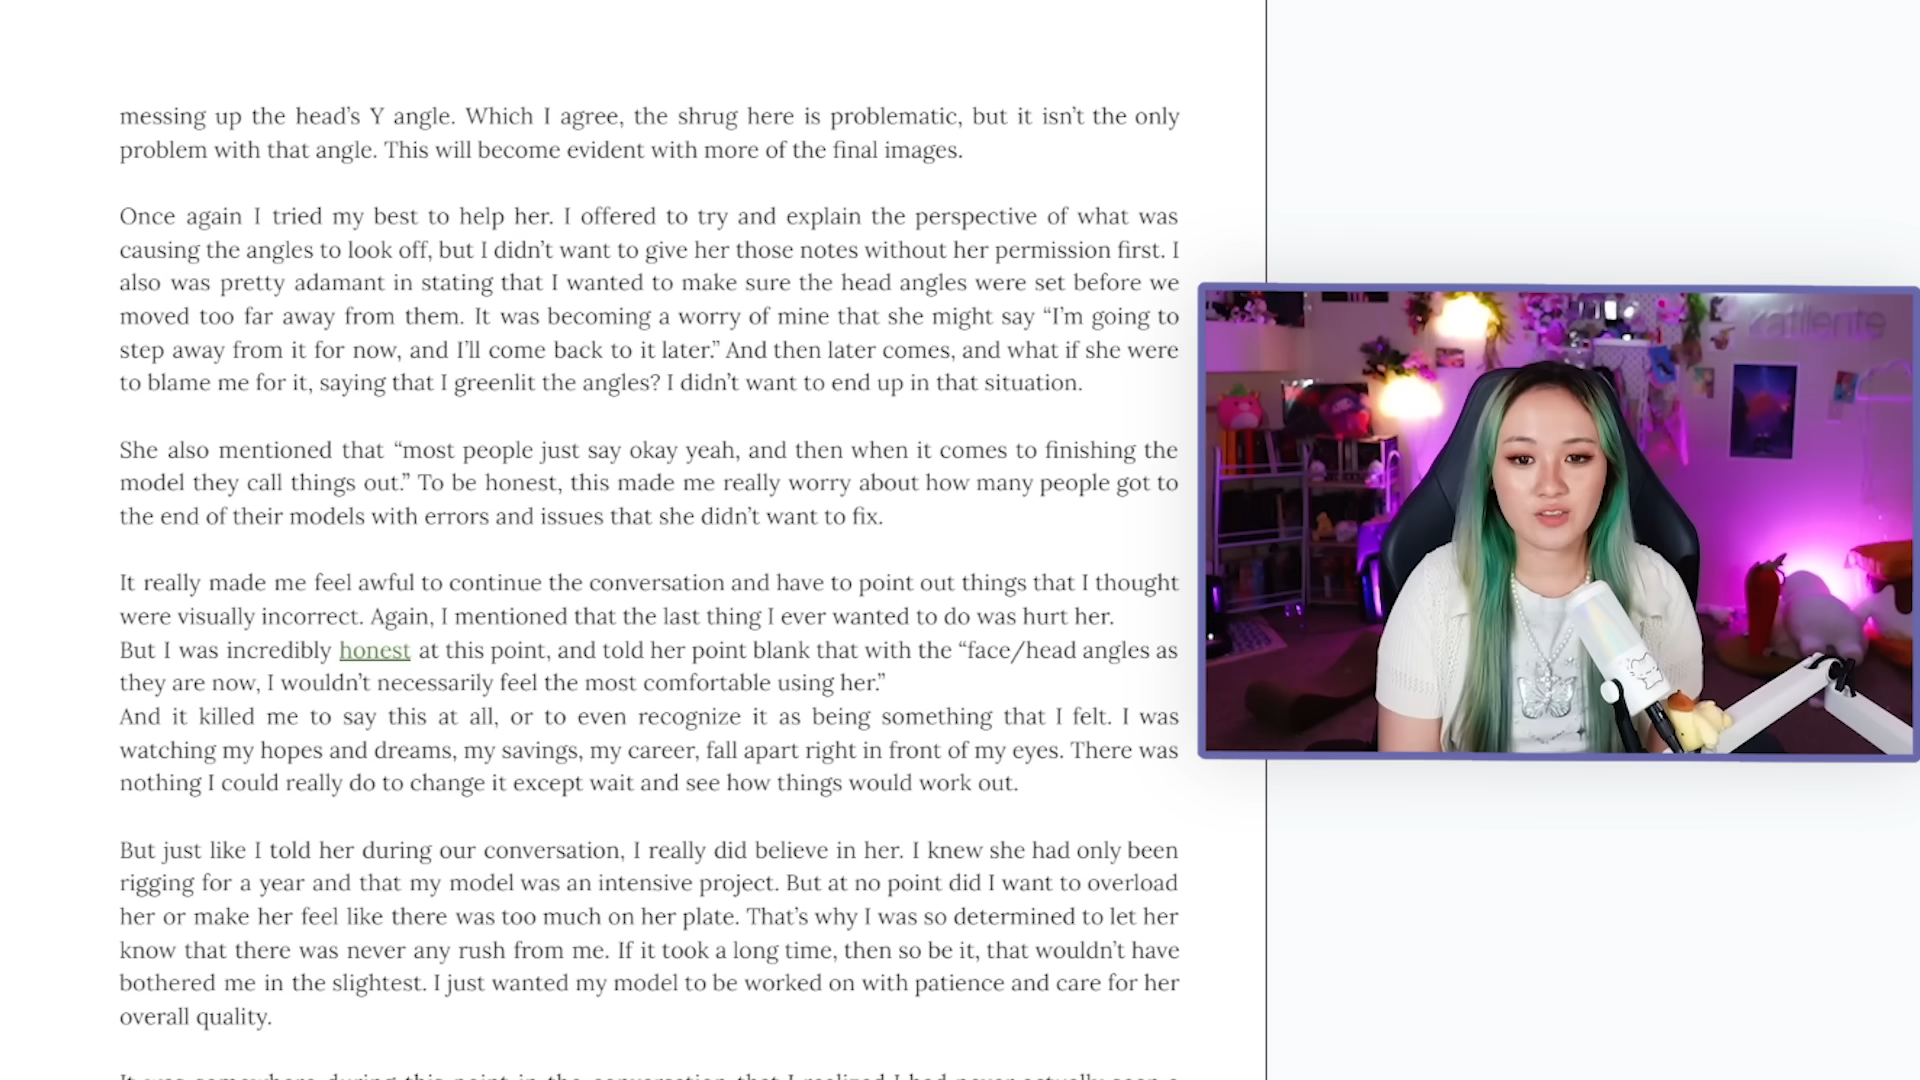 messing up the head’s Y angle. Which I agree, the shrug here is problematic, but it isn’t the only
problem with that angle. This will become evident with more of the final images.
Once again I tried my best to help her. I offered to try and explain the perspective of what was
causing the angles to look off, but I didn’t want to give her those notes without her permission first. I
also was pretty adamant in stating that I wanted to make sure the head angles were set before we
moved too far away from them. It was becoming a worry of mine that she might say “I’m going to
step away from it for now, and I’ll come back to it later.” And then later comes, and what if she were
to blame me for it, saying that I greenlit the angles? I didn’t want to end up in that situation.
She also mentioned that “most people just say okay yeah, and then when it comes to finishing the
model they call things out.” To be honest, this made me really worry about how many people got to
the end of their models with errors and issues that she didn’t want to fix.
It really made me feel awful to continue the conversation and have to point out things that I thought
were visually incorrect. Again, I mentioned that the last thing I ever wanted to do was hurt her.
But I was incredibly honest at this point, and told her point blank that with the “face/head angles as
they are now, I wouldn’t necessarily feel the most comfortable using her.”
And it killed me to say this at all, or to even recognize it as being something that I felt. I was
watching my hopes and dreams, my savings, my career, fall apart right in front of my eyes. There was
nothing I could really do to change it except wait and see how things would work out.
But just like I told her during our conversation, I really did believe in her. I knew she had only been
rigging for a year and that my model was an intensive project. But at no point did I want to overload
her or make her feel like there was too much on her plate. That’s why I was so determined to let her
know that there was never any rush from me. If it took a long time, then so be it, that wouldn’t have
bothered me in the slightest. I just wanted my model to be worked on with patience and care for her
overall quality.